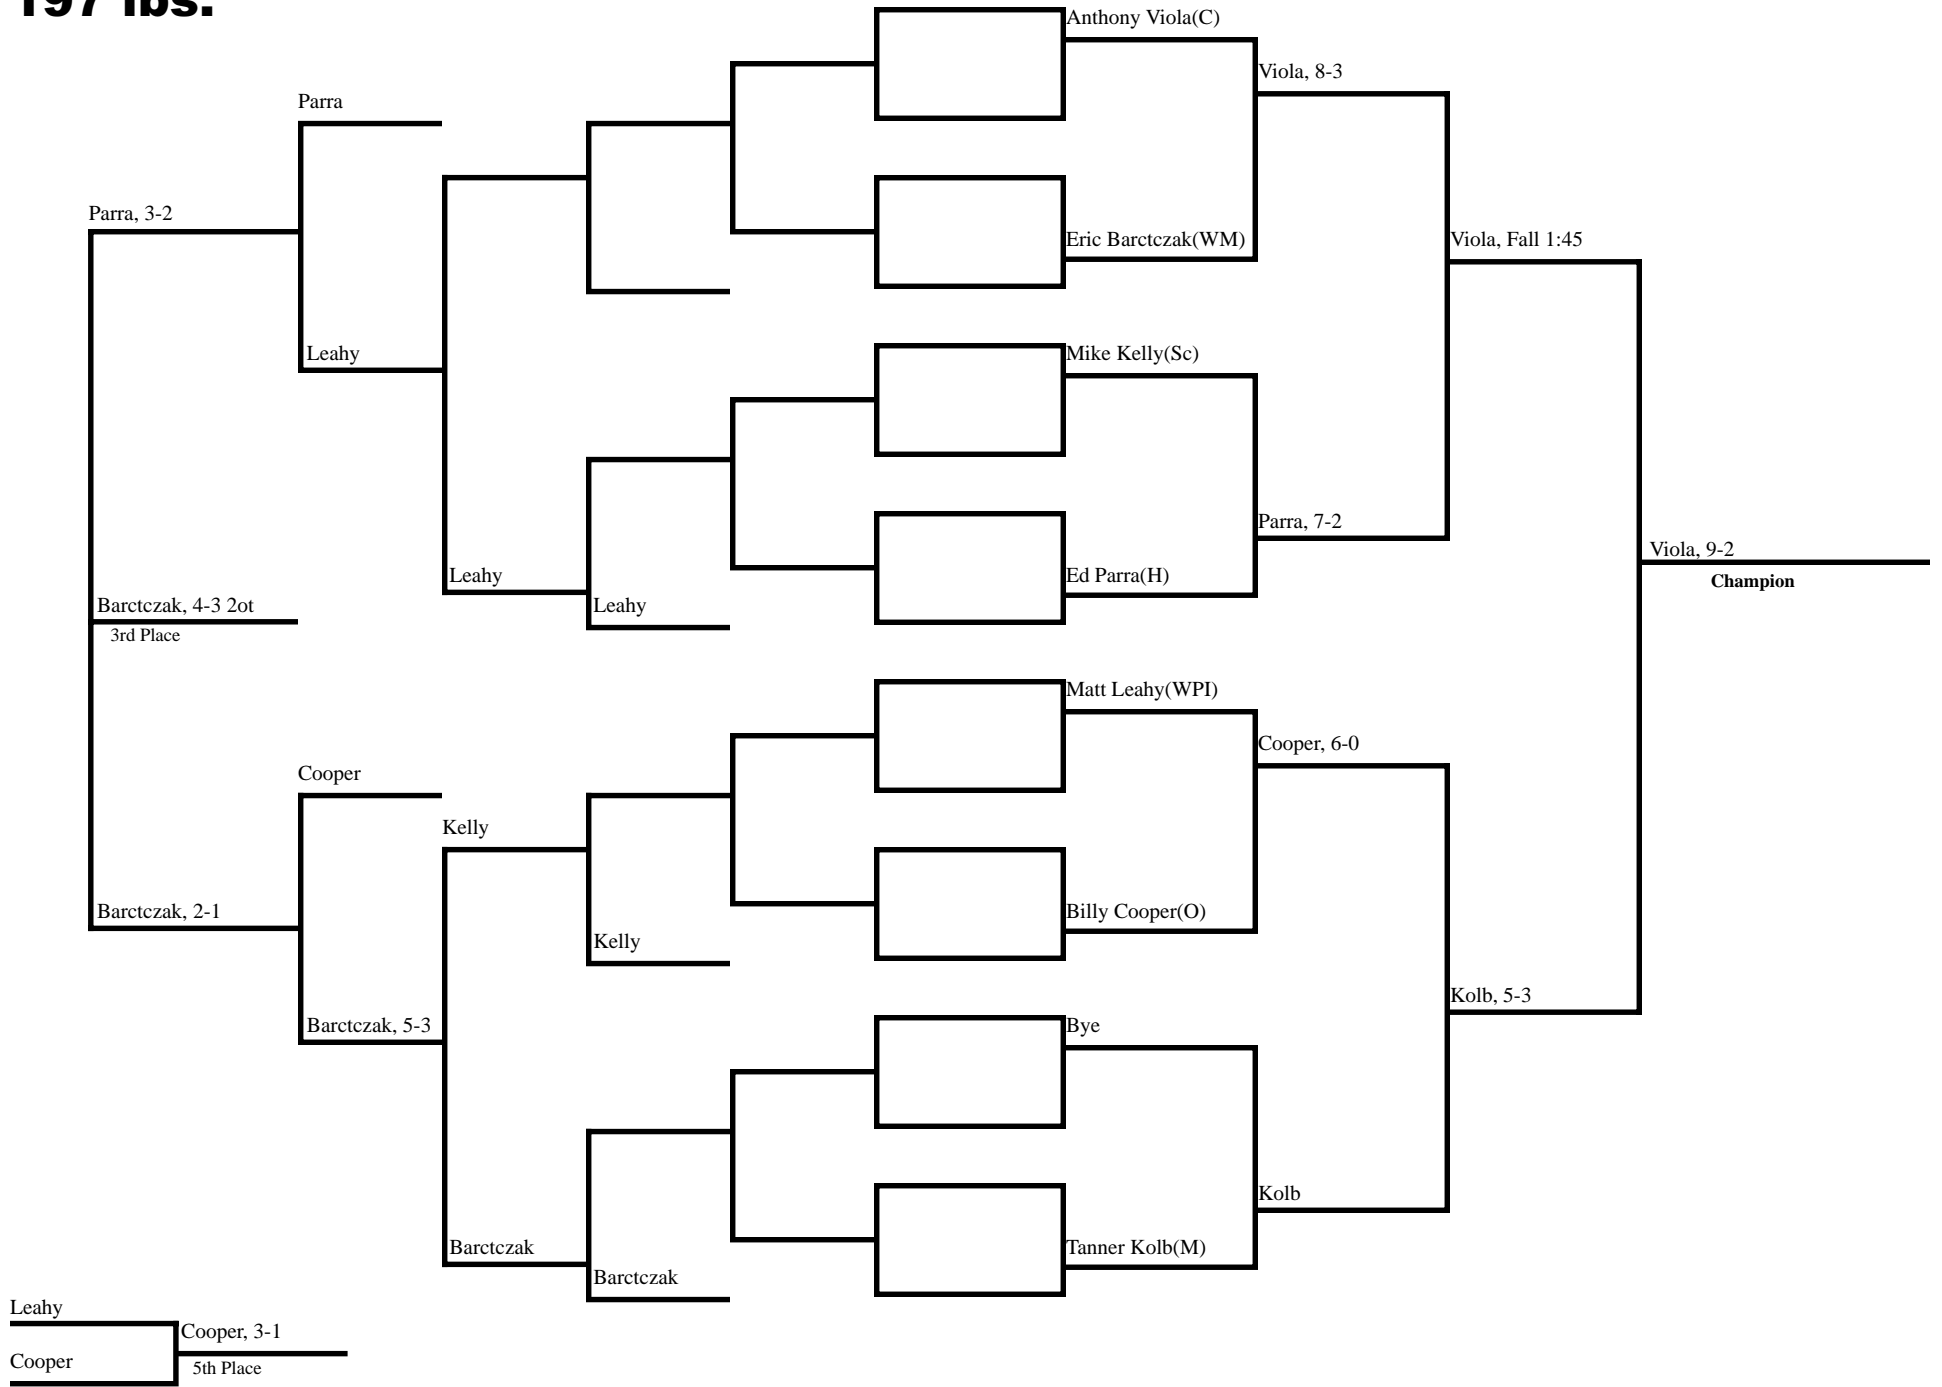 197 lbs.
Anthony Viola(C)
Viola, 8-3
Parra
Parra, 3-2
Eric Barctczak(WM)
Viola, Fall 1:45
Leahy
Mike Kelly(Sc)
Parra, 7-2
Viola, 9-2
Champion
Leahy
Ed Parra(H)
Barctczak, 4-3 2ot
Leahy
3rd Place
Matt Leahy(WPI)
Cooper, 6-0
Cooper
Kelly
Barctczak, 2-1
Billy Cooper(O)
Kelly
Kolb, 5-3
Barctczak, 5-3
Bye
Kolb
Barctczak
Tanner Kolb(M)
Barctczak
Leahy
Cooper, 3-1
Cooper
5th Place